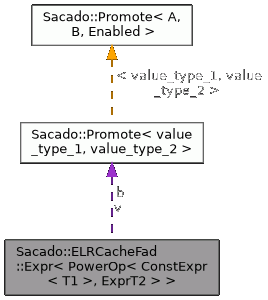 Sacado::Promote< A,
B, Enabled >
< value_type_1, value
_type_2 >
Sacado::Promote< value
_type_1, value_type_2 >
b
v
Sacado::ELRCacheFad
::Expr< PowerOp< ConstExpr
< T1 >, ExprT2 > >